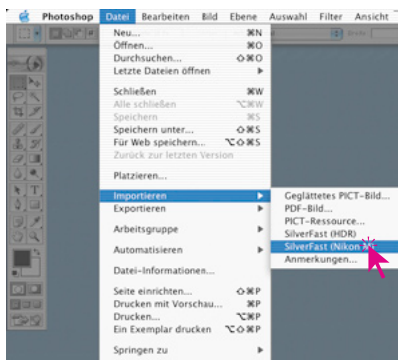 Photoshop Datei Bearbeiten Bild Ebene Auswahl Filter Ansicht
Neu... ⌘N
Öffnen... ⌘O
Durchsuchen... ⇧⌘O
Letzte Dateien öffnen ▶
Schließen ⌘W
Alle schließen ⌥⌘W
Speichern ⌘S
Speichern unter... ⇧⌘S
Für Web speichern... ⌥⇧⌘S
Zurück zur letzten Version
Platzieren...
Importieren ▶
Exportieren ▶
Arbeitsgruppe ▶
Automatisieren ▶
Datei-Informationen...
Seite einrichten... ⇧⌘P
Drucken mit Vorschau... ⌘P
Drucken... ⌥⌘P
Ein Exemplar drucken ⌥⇧⌘P
Springen zu ▶
Geglättetes PICT-Bild...
PDF-Bild...
PICT-Ressource...
SilverFast (HDR)
SilverFast (Nikon
Anmerkungen...